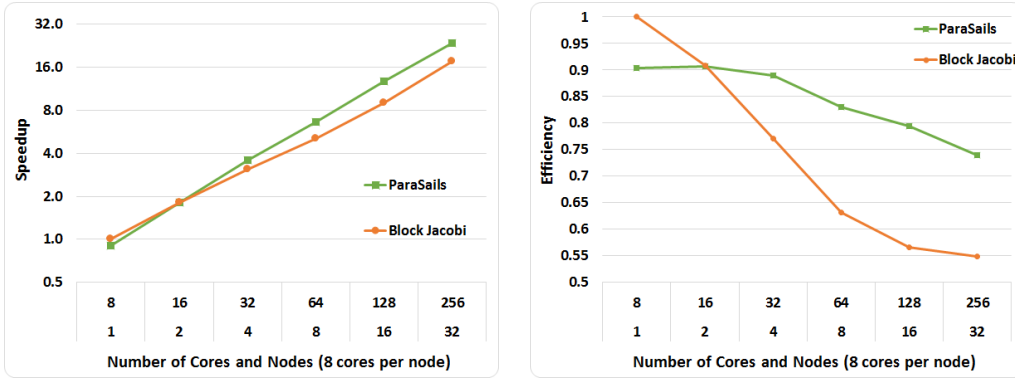 32.0
16.0
8.0
4.0
2.0
1.0
0.5
Speedup
ParaSails
Block Jacobi
8 16 32 64 128 256
1 2 4 8 16 32
Number of Cores and Nodes (8 cores per node)
1
0.95
0.9
0.85
0.8
0.75
0.7
0.65
0.6
0.55
0.5
Efficiency
ParaSails
Block Jacobi
8 16 32 64 128 256
1 2 4 8 16 32
Number of Cores and Nodes (8 cores per node)